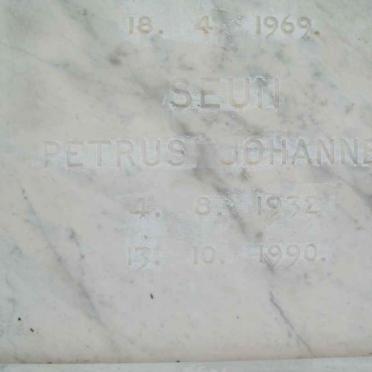 18. 4. 1969.
SEUN
PETRUS JOHANNE
4. 8. 1932
13. 10. 1990.